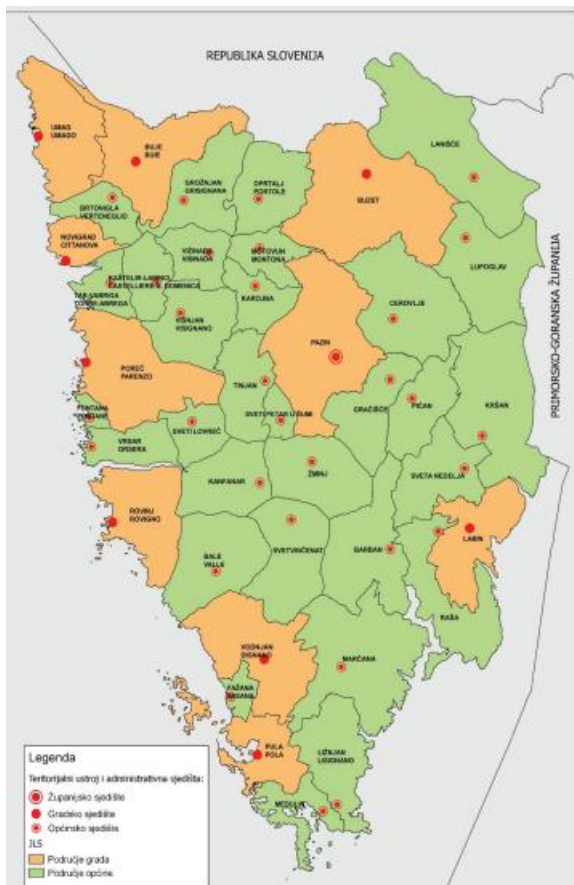 REPUBLIKA SLOVENIJA
UMAG
UMAGO
BUJE
BUJE
LANIŠĆE
GROŽNJAN
GRISIGNANA
OPRTALJ
PORTOLE
BUZET
BRTONIGLA
VERTENEGLIO
NOVIGRAD
CITTANOVA
VIŽINADA
VISINADA
MOTOVUN
MONTONA
LUPOGLAV
KAŠTELIR-LABINCI
CASTELLIERE-S. DOMENICA
TAR-VABRIGA
TORRE-ABREGA
KAROJBA
CEROVLJE
VIŠNJAN
VISIGNANO
PRIMORSKO-GORANSKA ŽUPANIJA
POREČ
PARENZO
PAZIN
TINJAN
GRAČIŠĆE
PIĆAN
KRŠAN
FUNTANA
FONTANE
SVETI LOVREČ
SVETI PETAR U ŠUMI
VRSAR
ORSERA
KANFANAR
ŽMINJ
SVETA NEDELJA
ROVINJ
ROVIGNO
LABIN
SVETVINČENAT
BARBAN
BALE
VALLE
RAŠA
VODNJAN
DIGNANO
MARČANA
FAŽANA
FASANA
PULA
POLA
LIŽNJAN
LISIGNANO
MEDULIN
Legenda
Teritorijalni ustroj i administrativna sjedišta:
Županijsko sjedište
Gradsko sjedište
Općinsko sjedište
JLS
Područje grada
Područje općine